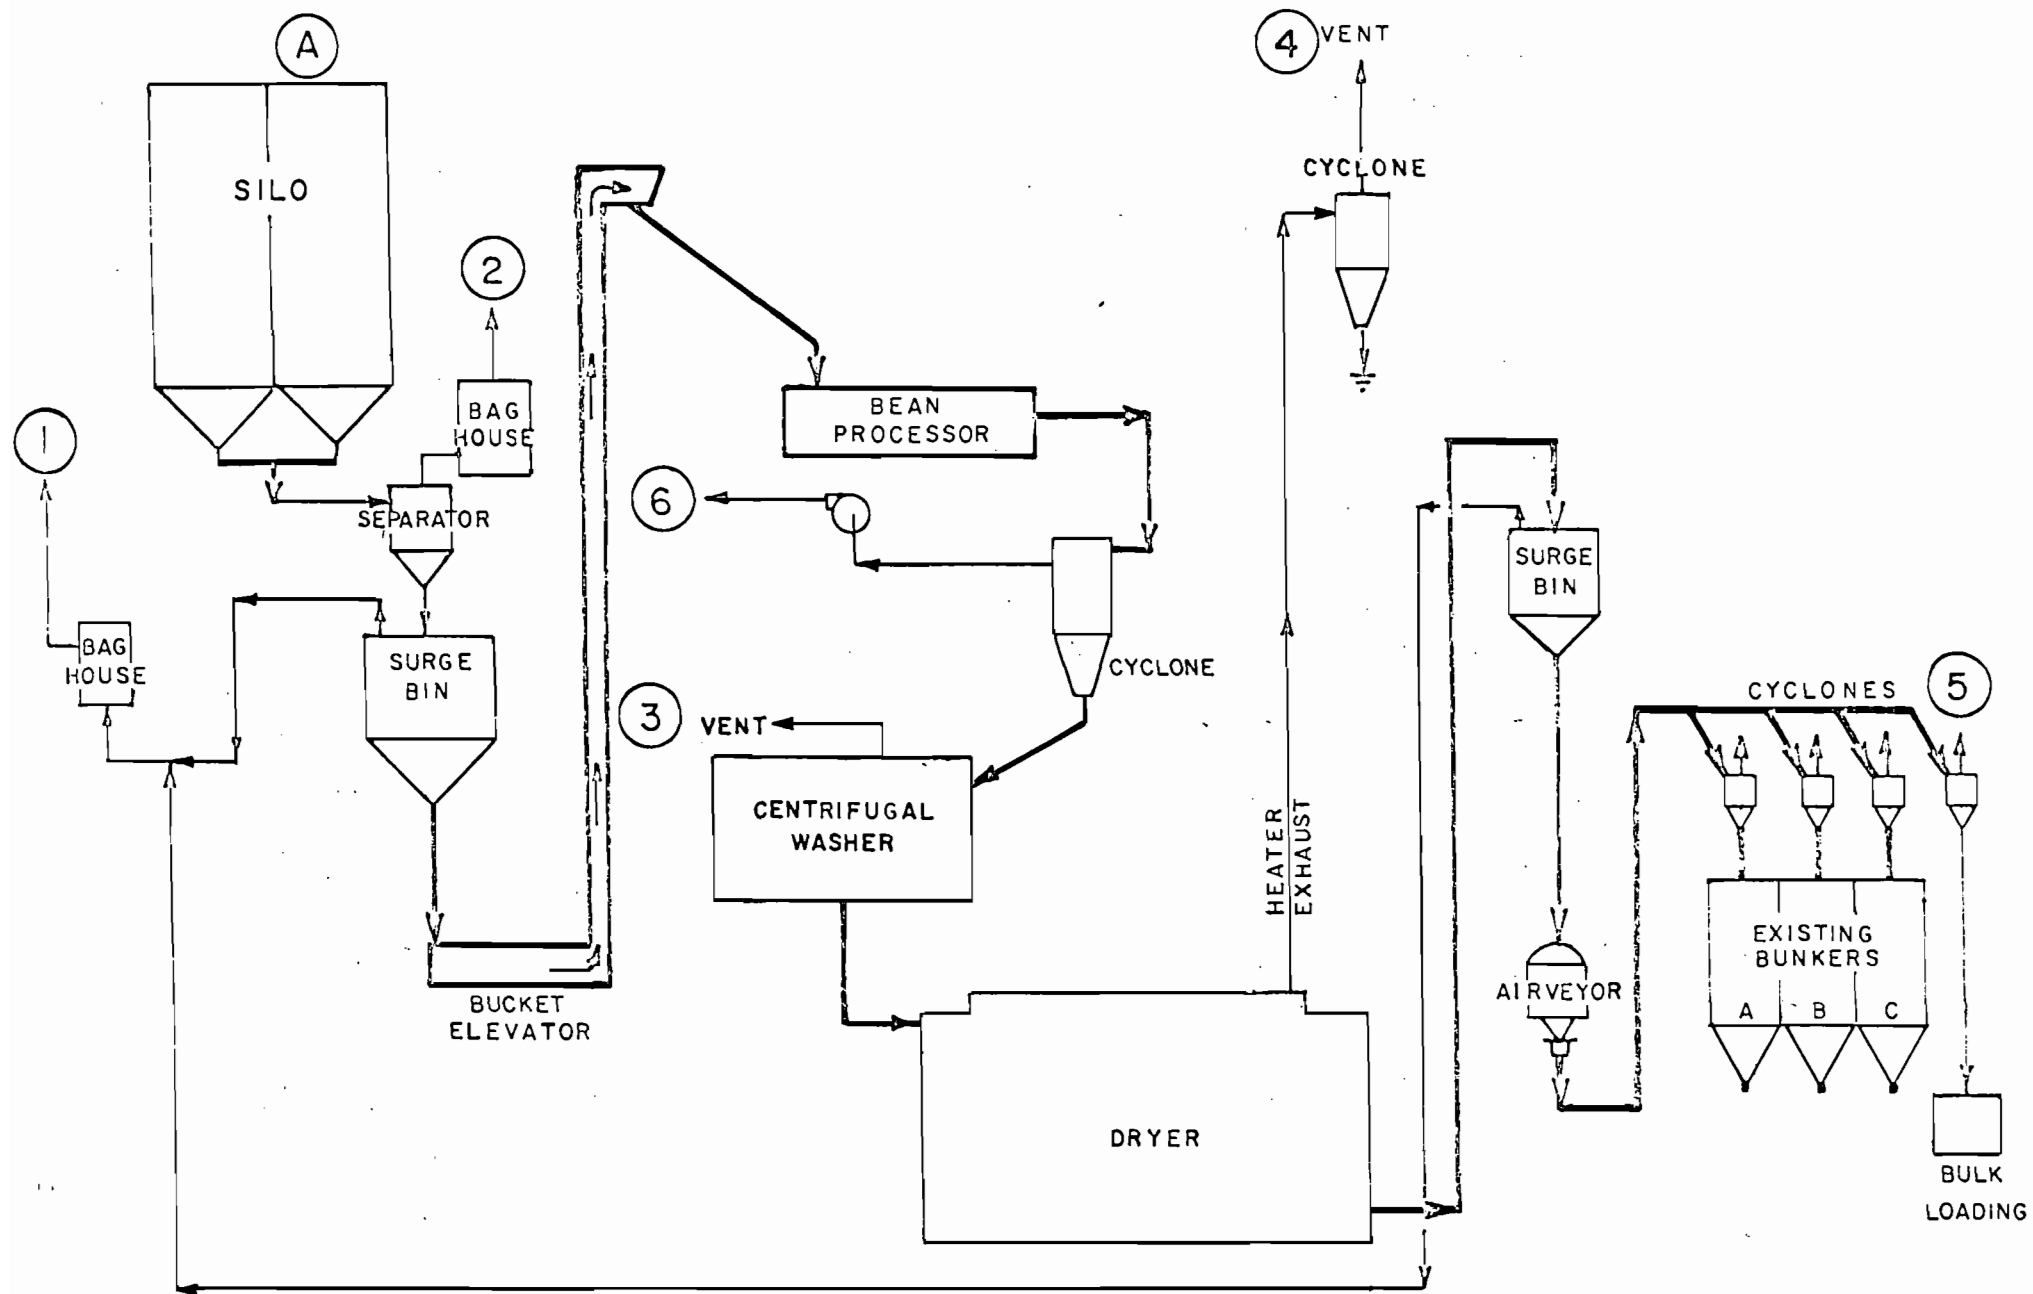 A
4
VENT
CYCLONE
SILO
2
BAG
HOUSE
1
BEAN
PROCESSOR
6
SEPARATOR
SURGE
BIN
BAG
HOUSE
SURGE
BIN
CYCLONE
3
VENT
CYCLONES
5
CENTRIFUGAL
WASHER
HEATER
EXHAUST
EXISTING
BUNKERS
A B C
AIRVEYOR
BUCKET
ELEVATOR
DRYER
BULK
LOADING